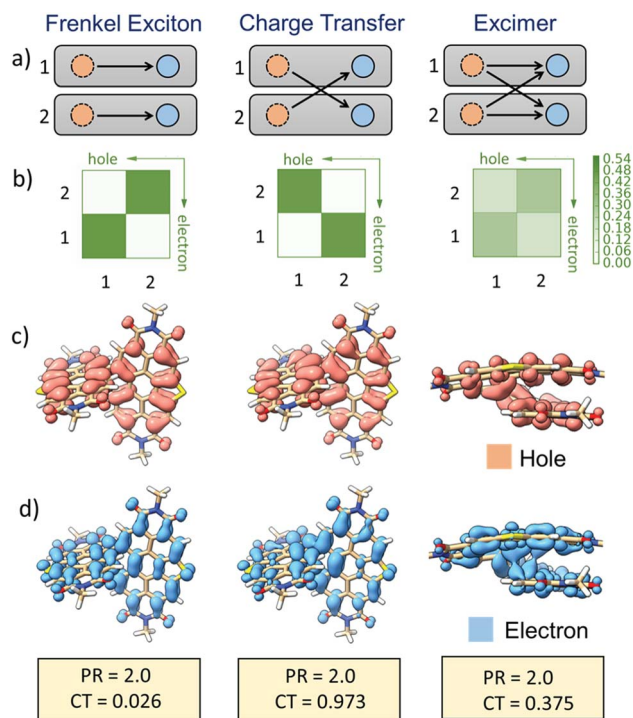 Frenkel Exciton Charge Transfer Excimer
a) 1 1 1
2 2 2
b) hole hole hole
2 2 2
1 1 1
electron electron electron
1 2 1 2 1 2
0.54
0.48
0.42
0.36
0.30
0.24
0.18
0.12
0.06
0.00
c)
Hole
d)
Electron
PR = 2.0 PR = 2.0 PR = 2.0
CT = 0.026 CT = 0.973 CT = 0.375